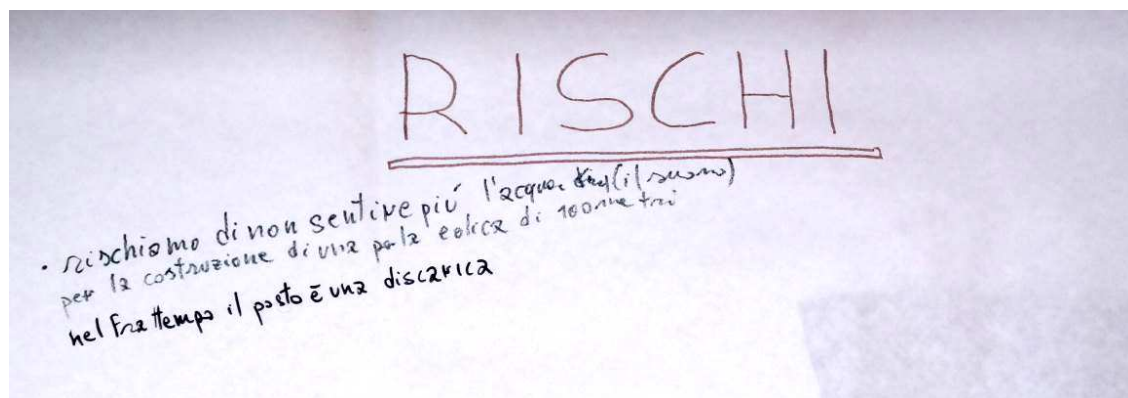 RISCHI
• rischiamo di non sentire più l'acqua (il suono)
per la costruzione di una pala eolica di 100 metri
nel frattempo il posto è una discarica